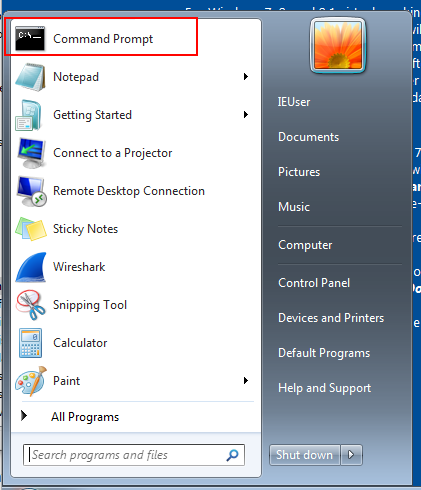 Command Prompt
Notepad
Getting Started
Connect to a Projector
Remote Desktop Connection
Sticky Notes
Wireshark
Snipping Tool
Calculator
Paint
All Programs
Search programs and files
IEUser
Documents
Pictures
Music
Computer
Control Panel
Devices and Printers
Default Programs
Help and Support
Shut down